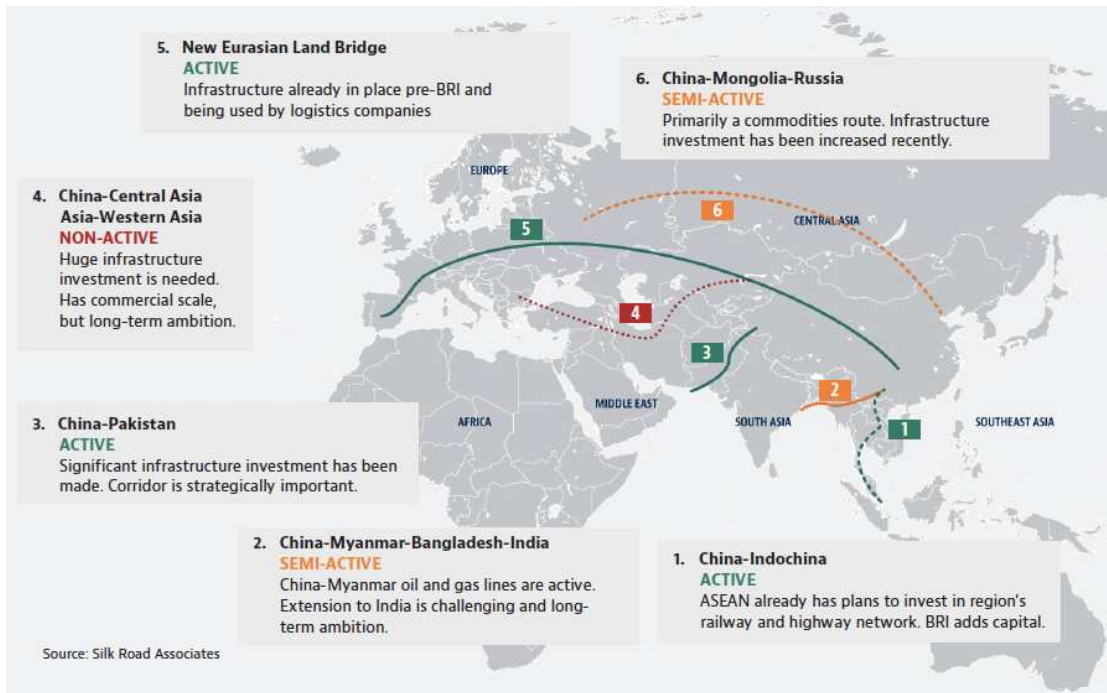 5. New Eurasian Land Bridge
ACTIVE
Infrastructure already in place pre-BRI and
being used by logistics companies
6. China-Mongolia-Russia
SEMI-ACTIVE
Primarily a commodities route. Infrastructure
investment has been increased recently.
EUROPE
4. China-Central Asia
Asia-Western Asia
NON-ACTIVE
Huge infrastructure
investment is needed.
Has commercial scale,
but long-term ambition.
6
CENTRAL ASIA
5
4
3
2
MIDDLE EAST
AFRICA
SOUTH ASIA
1
SOUTHEAST ASIA
3. China-Pakistan
ACTIVE
Significant infrastructure investment has been
made. Corridor is strategically important.
2. China-Myanmar-Bangladesh-India
SEMI-ACTIVE
China-Myanmar oil and gas lines are active.
Extension to India is challenging and long-
term ambition.
1. China-Indochina
ACTIVE
ASEAN already has plans to invest in region's
railway and highway network. BRI adds capital.
Source: Silk Road Associates